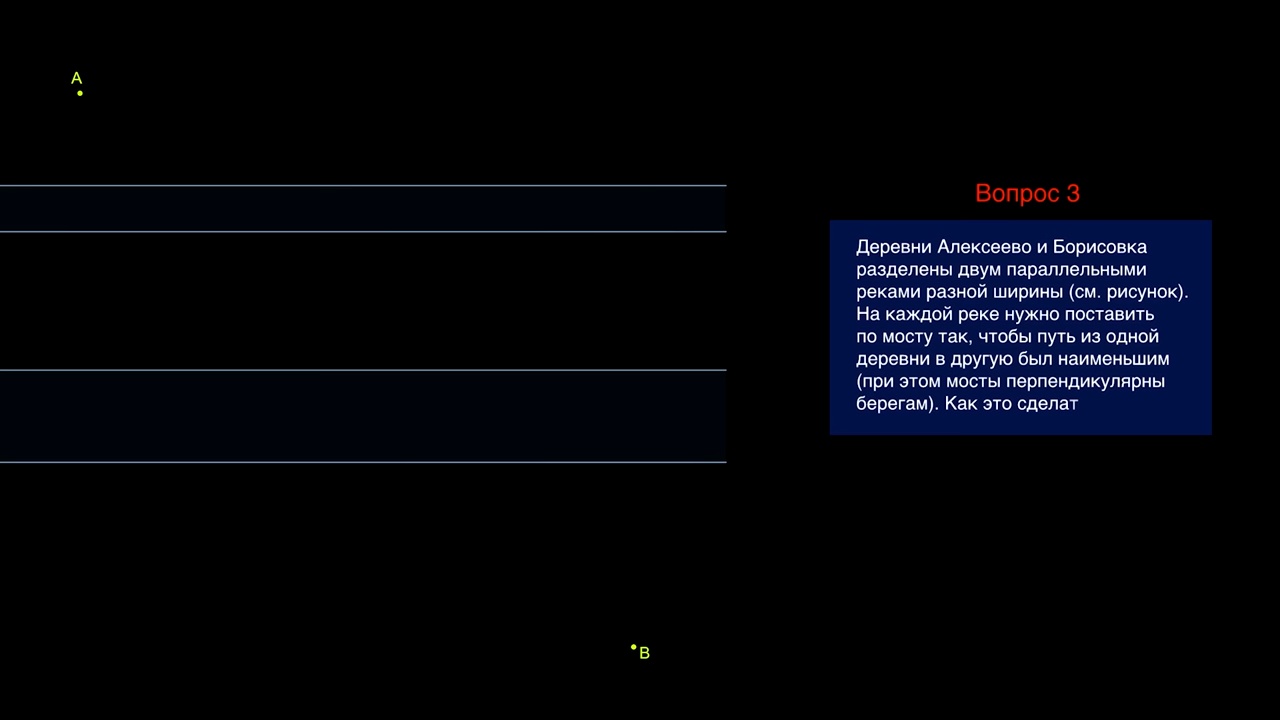 A
Вопрос 3
Деревни Алексеево и Борисовка
разделены двум параллельными
реками разной ширины (см. рисунок).
На каждой реке нужно поставить
по мосту так, чтобы путь из одной
деревни в другую был наименьшим
(при этом мосты перпендикулярны
берегам). Как это сделат
B